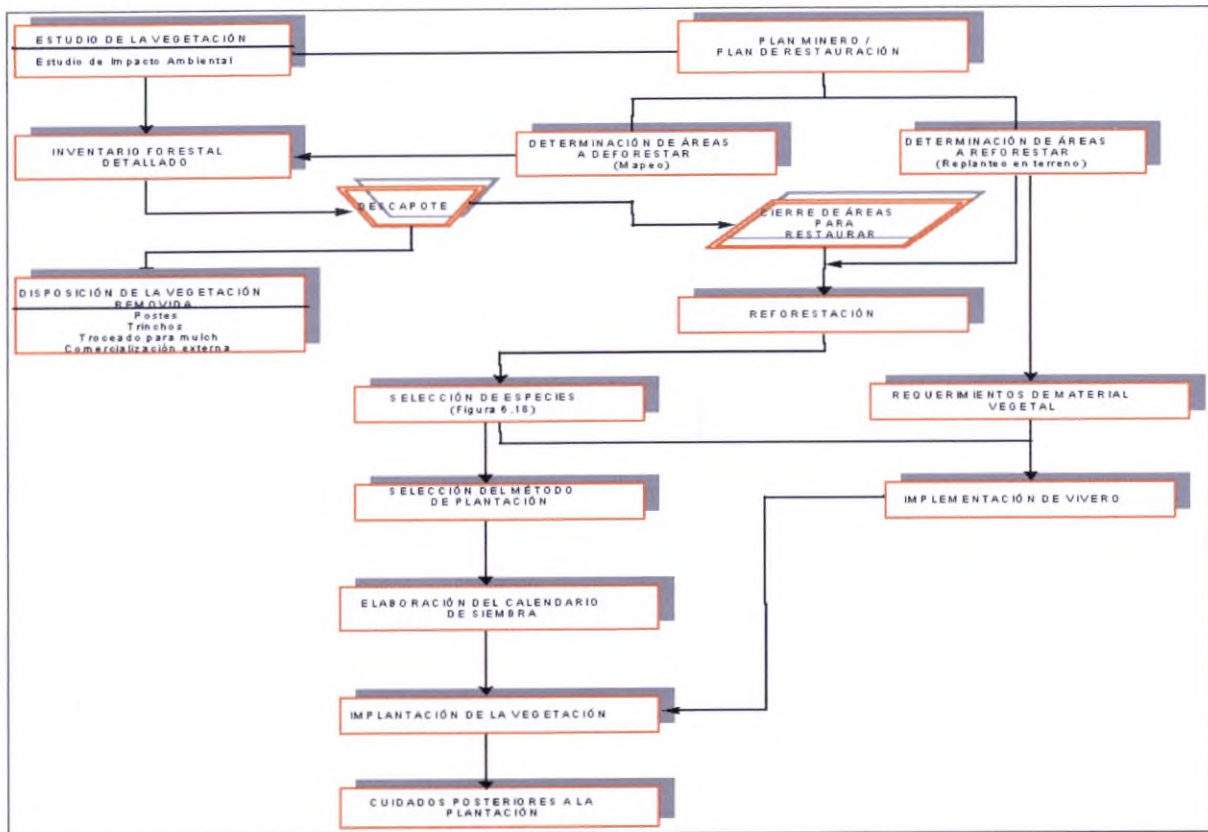 ESTUDIO DE LA VEGETACIÓN
Estudio de Impacto Ambiental
PLAN MINERO /
PLAN DE RESTAURACIÓN
INVENTARIO FORESTAL
DETALLADO
DETERMINACIÓN DE ÁREAS
A DEFORESTAR
(Mapeo)
DETERMINACIÓN DE ÁREAS
A REFORESTAR
(Replanteo en terreno)
DESCAPOTE
CIERRE DE ÁREAS
PARA
RESTAURAR
DISPOSICIÓN DE LA VEGETACIÓN
REMOVIDA
Postes
Trinchos
Troceado para mulch
Comercialización externa
REFORESTACIÓN
SELECCIÓN DE ESPECIES
(Figura 6.16)
REQUERIMIENTOS DE MATERIAL
VEGETAL
SELECCIÓN DEL MÉTODO
DE PLANTACIÓN
IMPLEMENTACIÓN DE VIVERO
ELABORACIÓN DEL CALENDARIO
DE SIEMBRA
IMPLANTACIÓN DE LA VEGETACIÓN
CUIDADOS POSTERIORES A LA
PLANTACIÓN